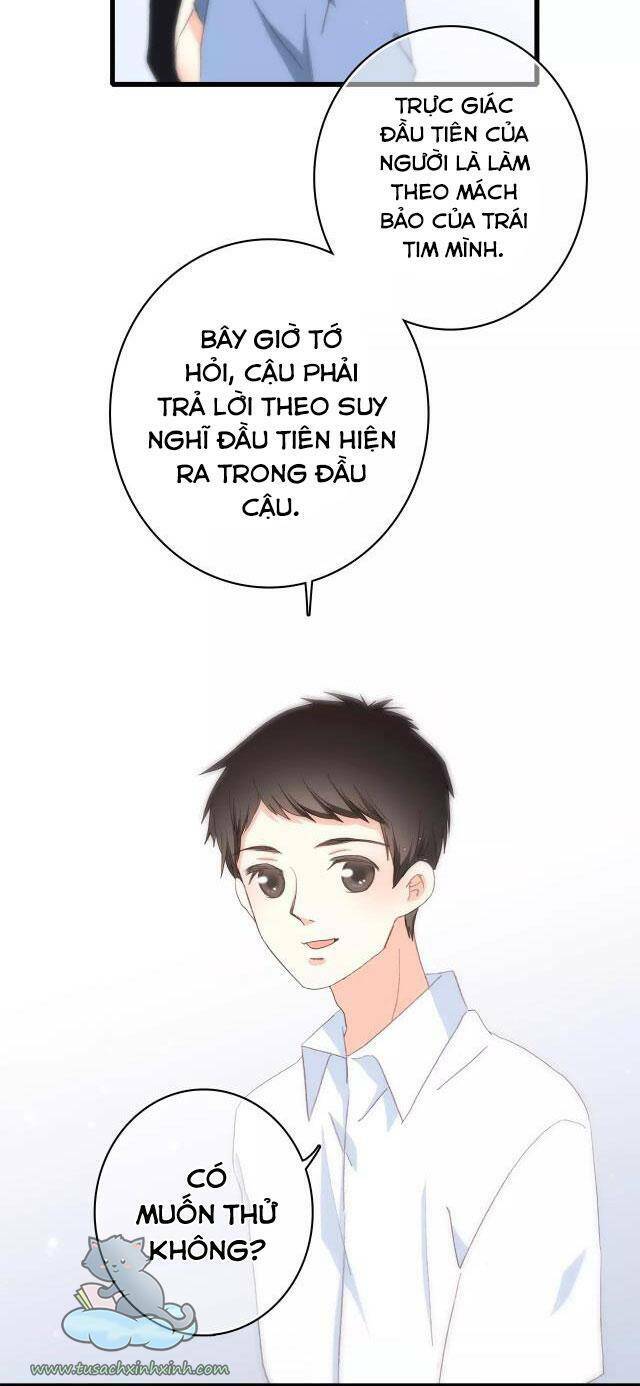 TRỰC GIÁC
ĐẦU TIÊN CỦA
NGƯỜI LÀ LÀM
THEO MÁCH
BẢO CỦA TRÁI
TIM MÌNH.
BÂY GIỜ TỚ
HỎI, CẬU PHẢI
TRẢ LỜI THEO SUY
NGHĨ ĐẦU TIÊN HIỆN
RA TRONG ĐẦU
CẬU.
CÓ
MUỐN THỬ
KHÔNG?
www.tusachxinhxinh.com